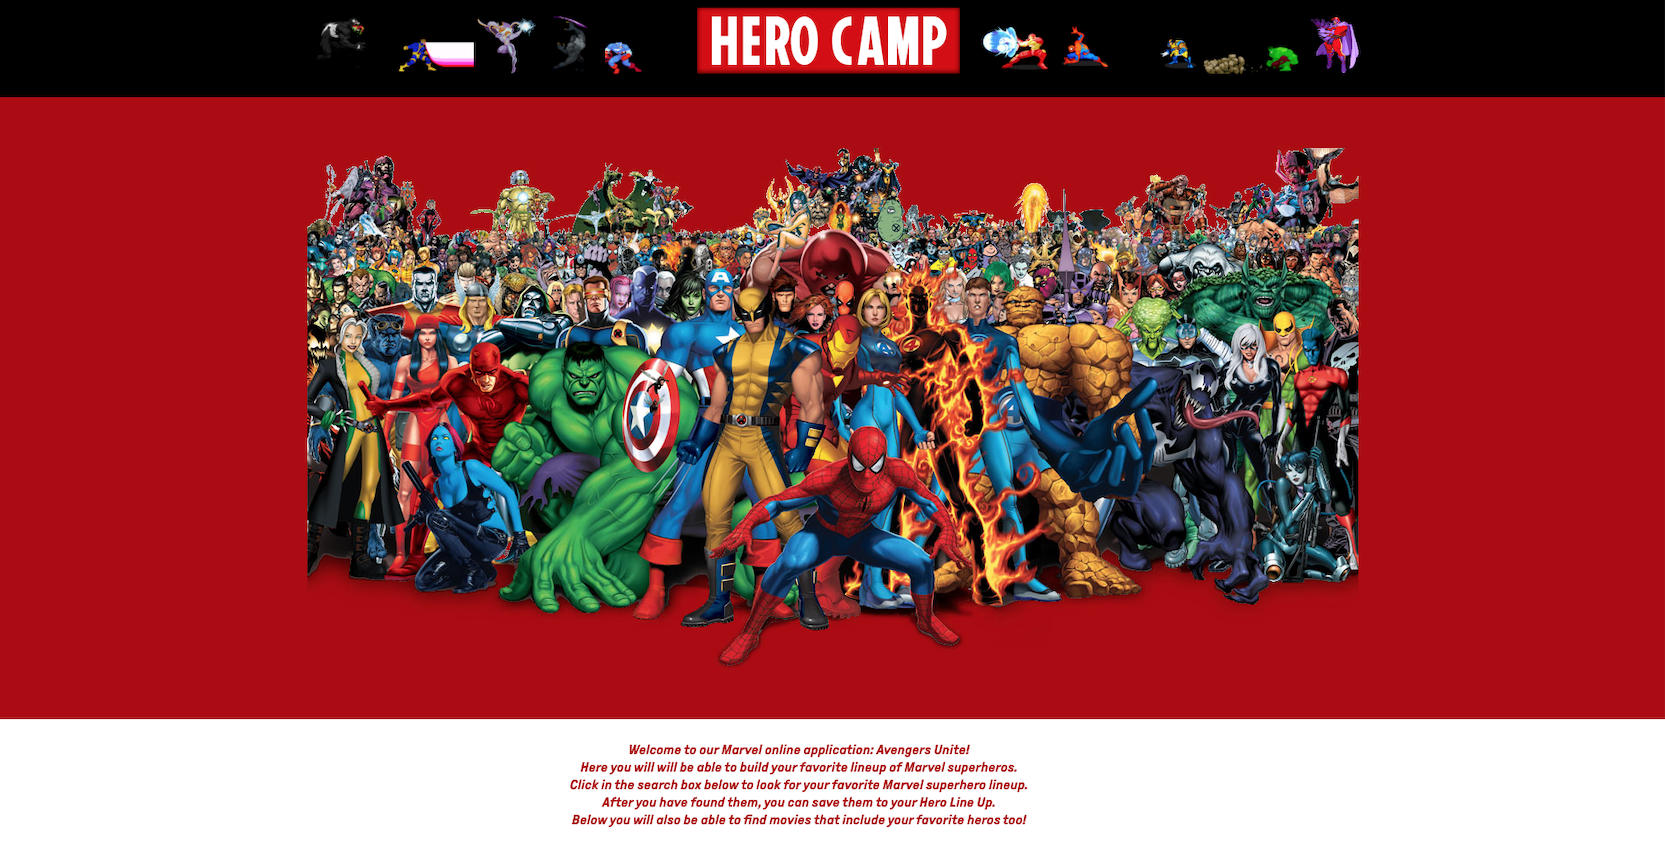 HERO CAMP
Welcome to our Marvel online application: Avengers Unite!
Here you will will be able to build your favorite lineup of Marvel superheros.
Click in the search box below to look for your favorite Marvel superhero lineup.
After you have found them, you can save them to your Hero Line Up.
Below you will also be able to find movies that include your favorite heros too!